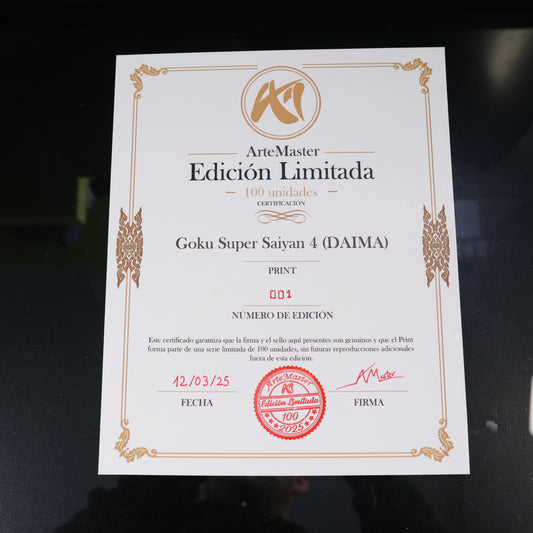 AM
ArteMaster
Edición Limitada
100 unidades
CERTIFICACIÓN
Goku Super Saiyan 4 (DAIMA)
PRINT
001
NÚMERO DE EDICIÓN
Este certificado garantiza que la firma y el sello aquí presentes son genuinos y que el Print
forma parte de una serie limitada de 100 unidades, sin futuras reproducciones adicionales
fuera de esta edición.
12/03/25
FECHA
ArteMaster
AM
Edición Limitada
100
2025
AMaster
FIRMA